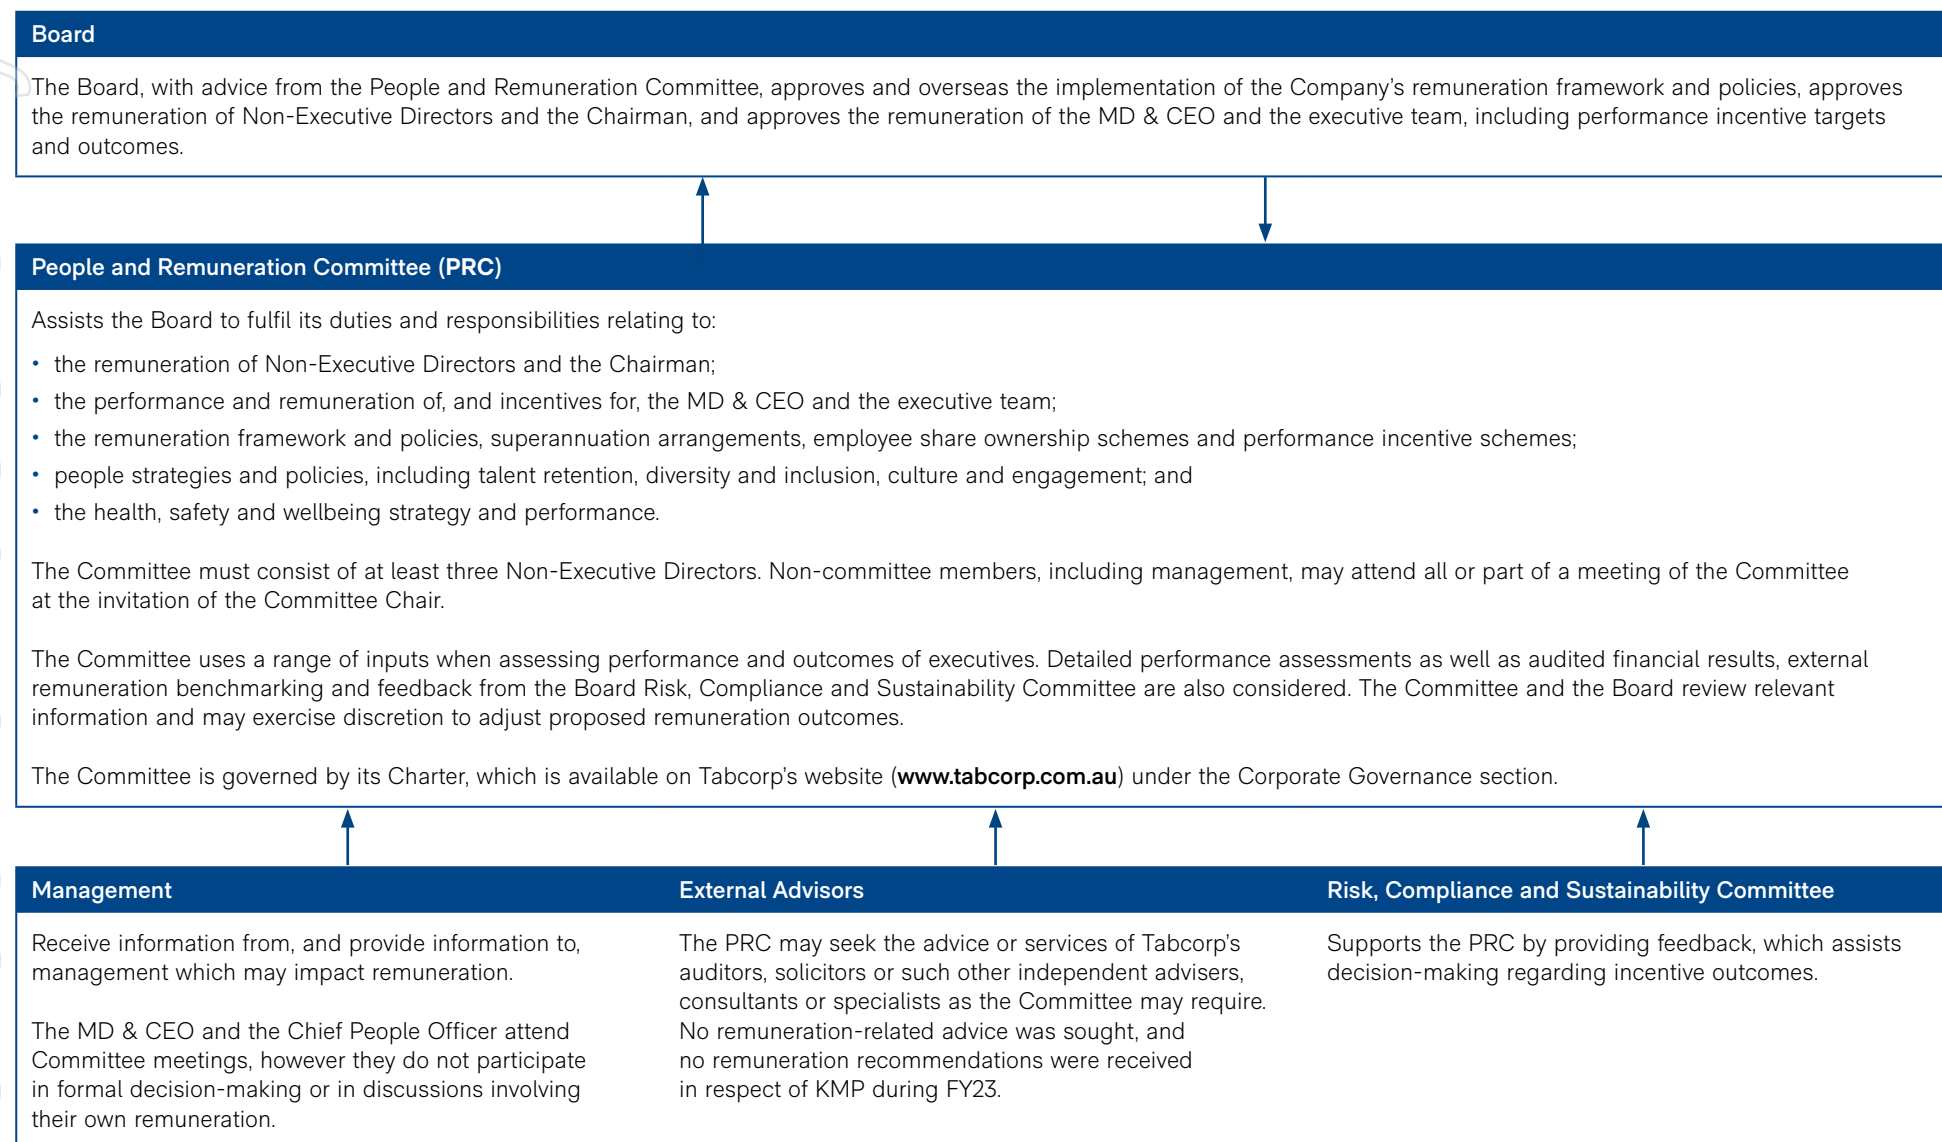 Board
The Board, with advice from the People and Remuneration Committee, approves and overseas the implementation of the Company's remuneration framework and policies, approves
the remuneration of Non-Executive Directors and the Chairman, and approves the remuneration of the MD & CEO and the executive team, including performance incentive targets
and outcomes.
People and Remuneration Committee (PRC)
Assists the Board to fulfil its duties and responsibilities relating to:
• the remuneration of Non-Executive Directors and the Chairman;
• the performance and remuneration of, and incentives for, the MD & CEO and the executive team;
• the remuneration framework and policies, superannuation arrangements, employee share ownership schemes and performance incentive schemes;
• people strategies and policies, including talent retention, diversity and inclusion, culture and engagement; and
• the health, safety and wellbeing strategy and performance.
The Committee must consist of at least three Non-Executive Directors. Non-committee members, including management, may attend all or part of a meeting of the Committee
at the invitation of the Committee Chair.
The Committee uses a range of inputs when assessing performance and outcomes of executives. Detailed performance assessments as well as audited financial results, external
remuneration benchmarking and feedback from the Board Risk, Compliance and Sustainability Committee are also considered. The Committee and the Board review relevant
information and may exercise discretion to adjust proposed remuneration outcomes.
The Committee is governed by its Charter, which is available on Tabcorp's website (www.tabcorp.com.au) under the Corporate Governance section.
Management
Receive information from, and provide information to,
management which may impact remuneration.
The MD & CEO and the Chief People Officer attend
Committee meetings, however they do not participate
in formal decision-making or in discussions involving
their own remuneration.
External Advisors
The PRC may seek the advice or services of Tabcorp's
auditors, solicitors or such other independent advisers,
consultants or specialists as the Committee may require.
No remuneration-related advice was sought, and
no remuneration recommendations were received
in respect of KMP during FY23.
Risk, Compliance and Sustainability Committee
Supports the PRC by providing feedback, which assists
decision-making regarding incentive outcomes.